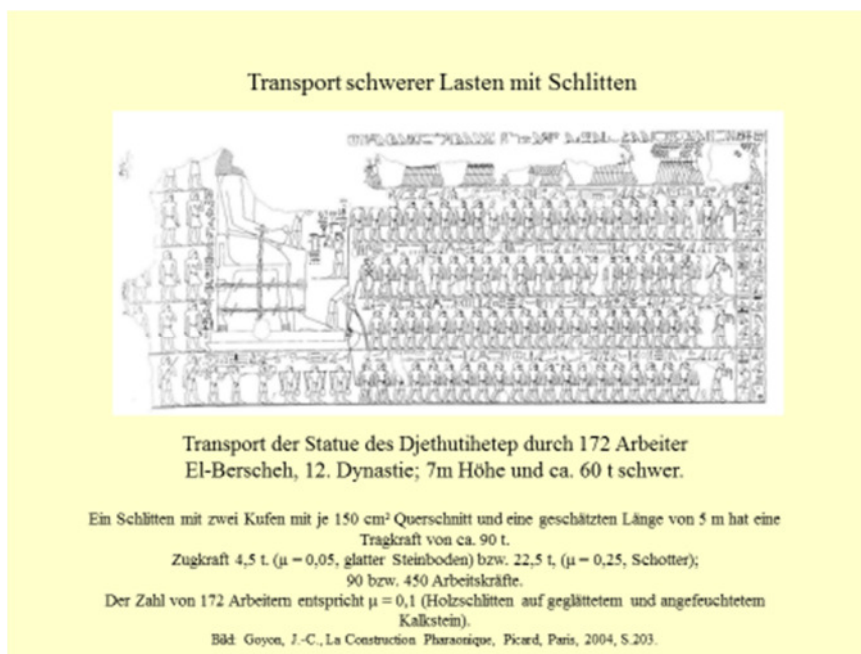 Transport schwerer Lasten mit Schlitten
Transport der Statue des Djethutihetep durch 172 Arbeiter
El-Berscheh, 12. Dynastie; 7m Höhe und ca. 60 t schwer.
Ein Schlitten mit zwei Kufen mit je 150 cm² Querschnitt und eine geschätzten Länge von 5 m hat eine
Tragkraft von ca. 90 t.
Zugkraft 4,5 t. (μ = 0,05, glatter Steinboden) bzw. 22,5 t, (μ = 0,25, Schotter);
90 bzw. 450 Arbeitskräfte.
Der Zahl von 172 Arbeitern entspricht μ = 0,1 (Holzschlitten auf geglättetem und angefeuchtetem
Kalkstein).
Bild: Goyon, J.-C., La Construction Pharaonique, Picard, Paris, 2004, S.203.